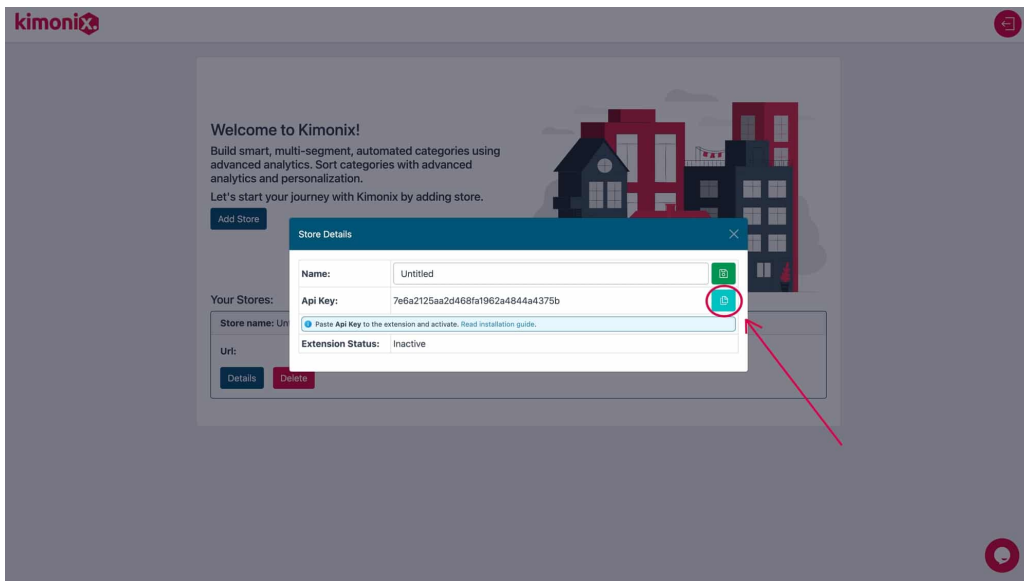 kimonix.
Welcome to Kimonix!
Build smart, multi-segment, automated categories using
advanced analytics. Sort categories with advanced
analytics and personalization.
Let's start your journey with Kimonix by adding store.
Add Store
Store Details
Name:
Untitled
Api Key:
7e6a2125aa2d468fa1962a4844a4375b
Paste Api Key to the extension and activate. Read installation guide.
Extension Status:
Inactive
Your Stores:
Store name: Un
Url:
Details
Delete